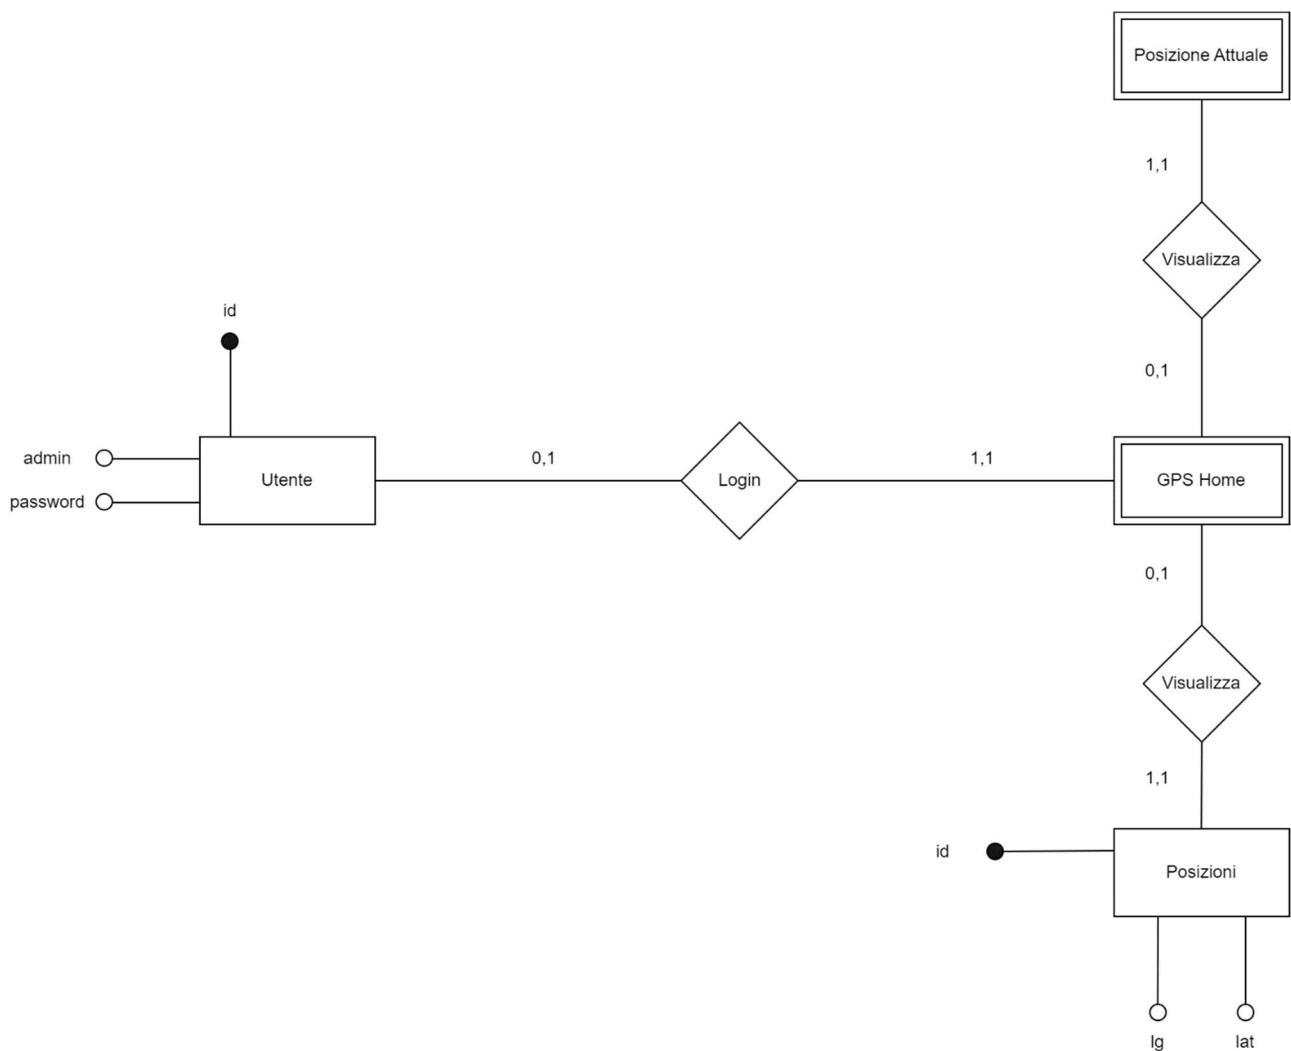 Posizione Attuale
1,1
Visualizza
id
0,1
admin
0,1
1,1
Utente
Login
GPS Home
password
0,1
Visualizza
1,1
id
Posizioni
lg
lat